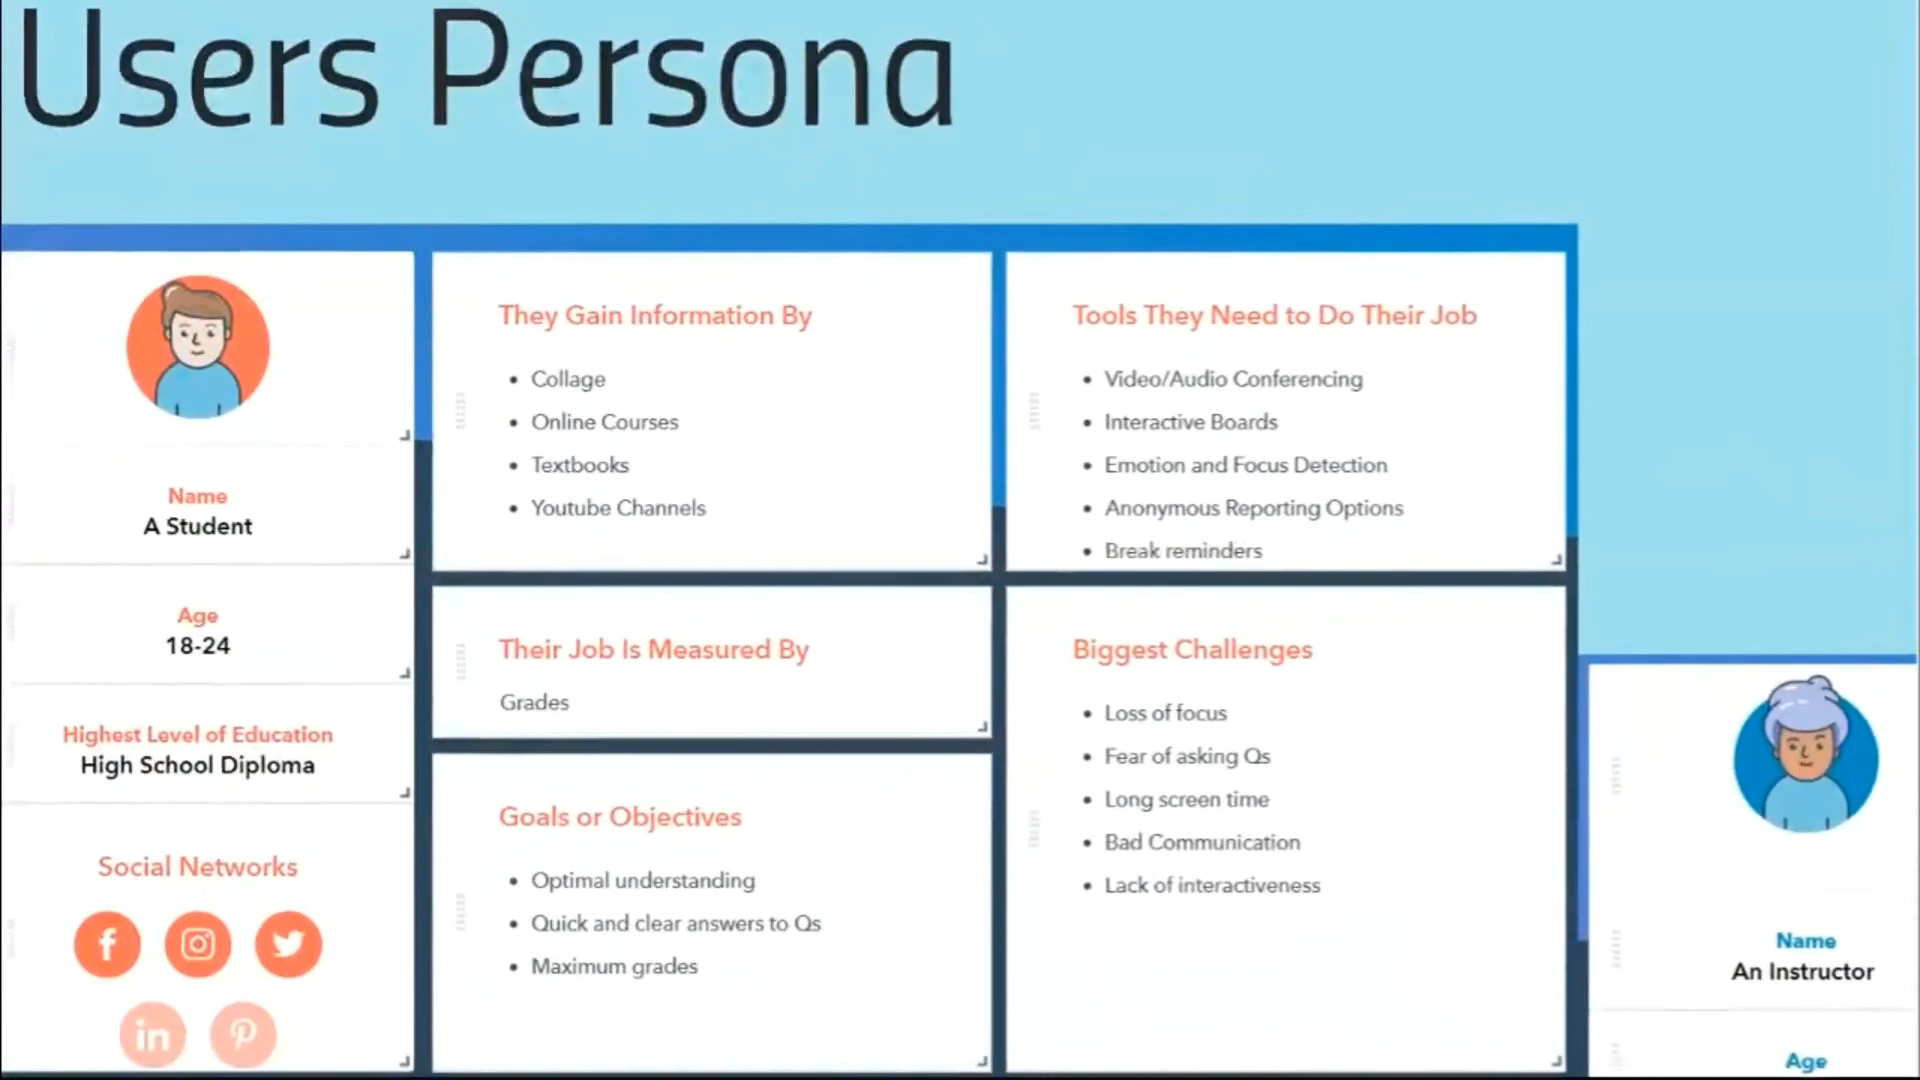 Users Persona
Name
A Student
Age
18-24
Highest Level of Education
High School Diploma
Social Networks
They Gain Information By
• Collage
• Online Courses
• Textbooks
• Youtube Channels
Their Job Is Measured By
Grades
Goals or Objectives
• Optimal understanding
• Quick and clear answers to Qs
• Maximum grades
Tools They Need to Do Their Job
• Video/Audio Conferencing
• Interactive Boards
• Emotion and Focus Detection
• Anonymous Reporting Options
• Break reminders
Biggest Challenges
• Loss of focus
• Fear of asking Qs
• Long screen time
• Bad Communication
• Lack of interactiveness
Name
An Instructor
Age